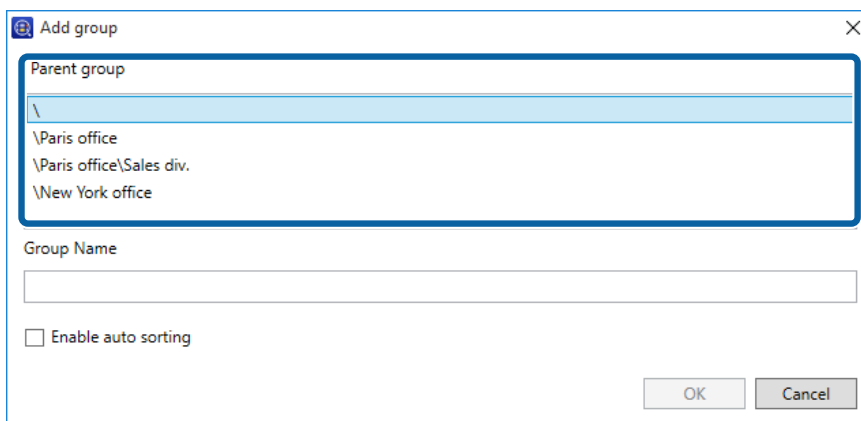 Add group
Parent group
\
\Paris office
\Paris office\Sales div.
\New York office
Group Name
Enable auto sorting
OK Cancel